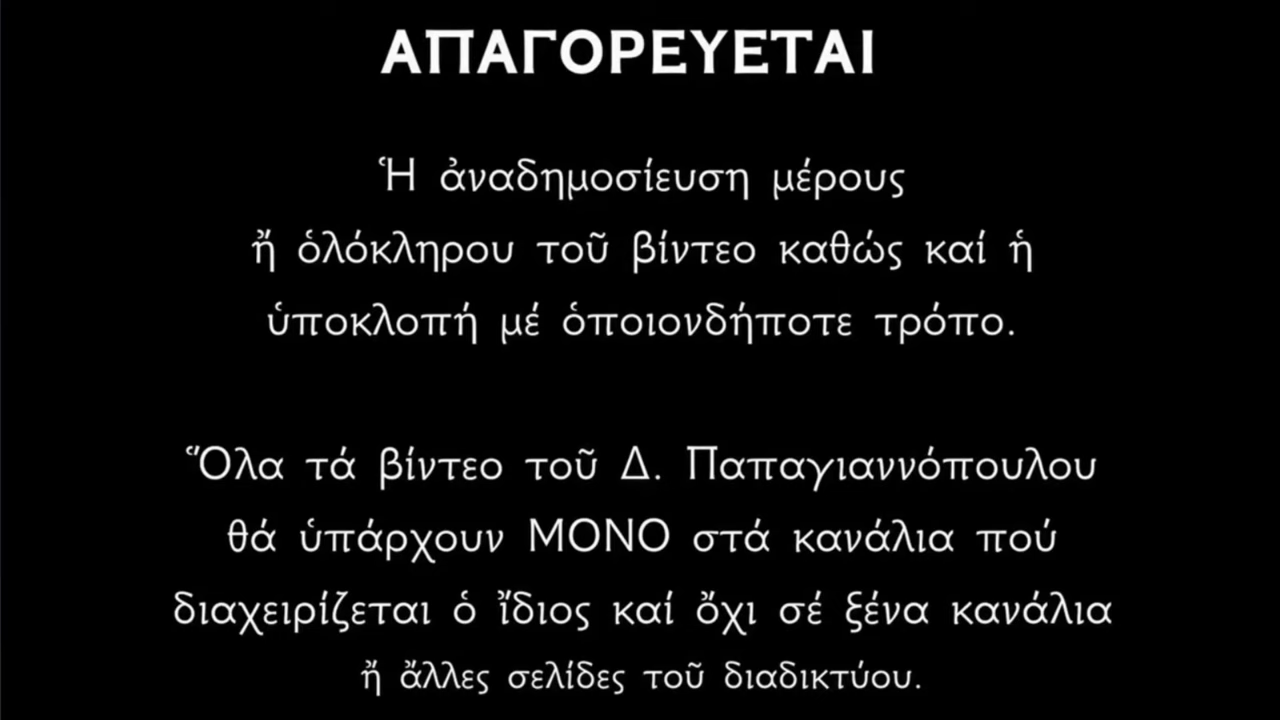 ΑΠΑΓΟΡΕΥΕΤΑΙ
Ἡ ἀναδημοσίευση μέρους
ἤ ὁλόκληρου τοῦ βίντεο καθώς καί ἡ
ὑποκλοπή μέ ὁποιονδήποτε τρόπο.
Ὅλα τά βίντεο τοῦ Δ. Παπαγιαννόπουλου
θά ὑπάρχουν ΜΟΝΟ στά κανάλια πού
διαχειρίζεται ὁ ἴδιος καί ὄχι σέ ξένα κανάλια
ἤ ἄλλες σελίδες τοῦ διαδικτύου.